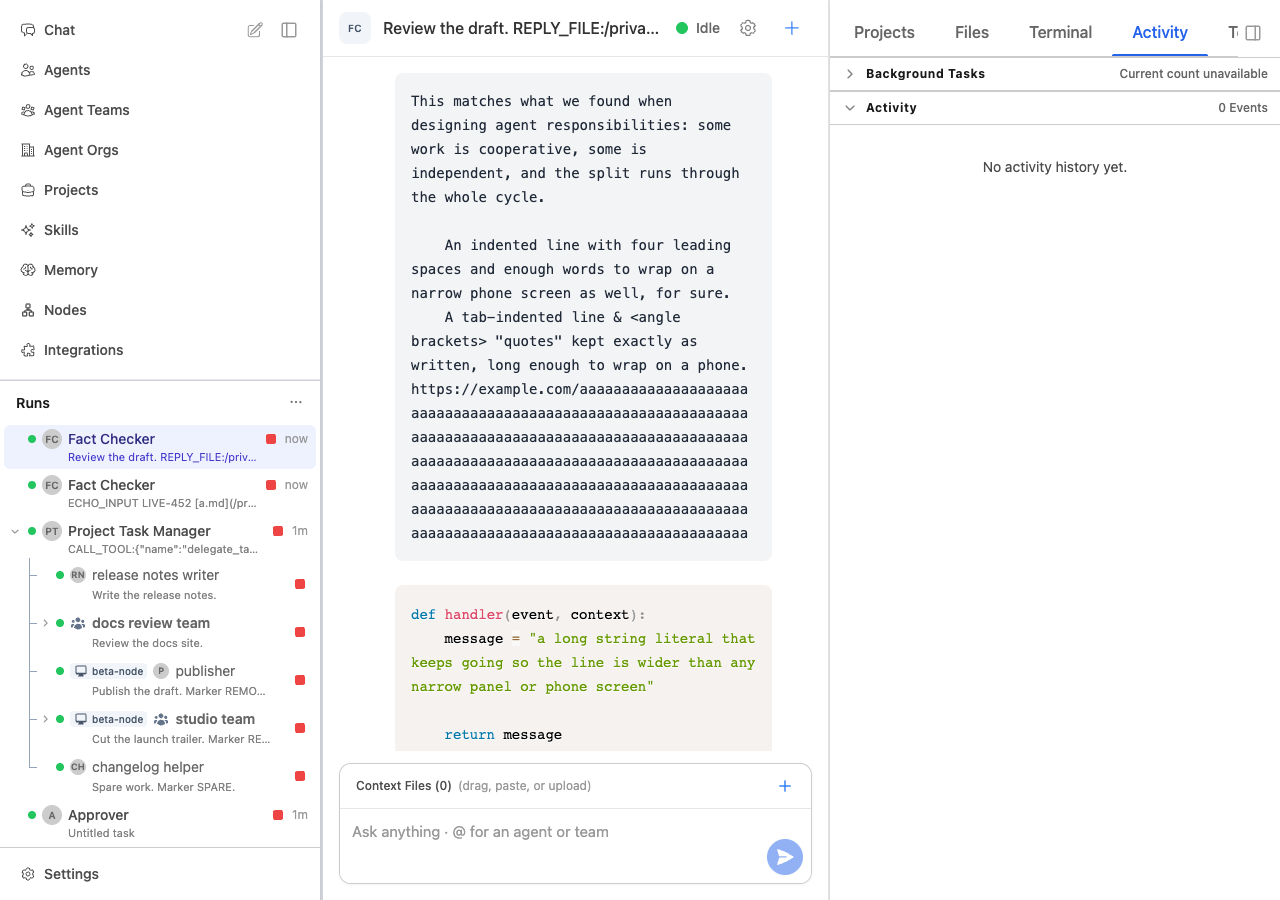 Chat
Agents
Agent Teams
Agent Orgs
Projects
Skills
Memory
Nodes
Integrations
Runs
...
FC Fact Checker now
Review the draft. REPLY_FILE:/priv...
FC Fact Checker now
ECHO_INPUT LIVE-452 [a.md](/pr...
PT Project Task Manager 1m
CALL_TOOL:{"name":"delegate_ta...
RN release notes writer
Write the release notes.
docs review team
Review the docs site.
beta-node P publisher
Publish the draft. Marker REMO...
beta-node studio team
Cut the launch trailer. Marker RE...
CH changelog helper
Spare work. Marker SPARE.
A Approver 1m
Untitled task
Settings
FC Review the draft. REPLY_FILE:/priva... Idle
This matches what we found when
designing agent responsibilities: some
work is cooperative, some is
independent, and the split runs through
the whole cycle.
    An indented line with four leading
spaces and enough words to wrap on a
narrow phone screen as well, for sure.
    A tab-indented line & <angle
brackets> "quotes" kept exactly as
written, long enough to wrap on a phone.
https://example.com/aaaaaaaaaaaaaaaaaaaa
aaaaaaaaaaaaaaaaaaaaaaaaaaaaaaaaaaaaaaaa
aaaaaaaaaaaaaaaaaaaaaaaaaaaaaaaaaaaaaaaa
aaaaaaaaaaaaaaaaaaaaaaaaaaaaaaaaaaaaaaaa
aaaaaaaaaaaaaaaaaaaaaaaaaaaaaaaaaaaaaaaa
aaaaaaaaaaaaaaaaaaaaaaaaaaaaaaaaaaaaaaaa
aaaaaaaaaaaaaaaaaaaaaaaaaaaaaaaaaaaaaaaa
def handler(event, context):
    message = "a long string literal that
keeps going so the line is wider than any
narrow panel or phone screen"
    return message
Context Files (0) (drag, paste, or upload)
Ask anything · @ for an agent or team
Projects Files Terminal Activity
Background Tasks Current count unavailable
Activity 0 Events
No activity history yet.